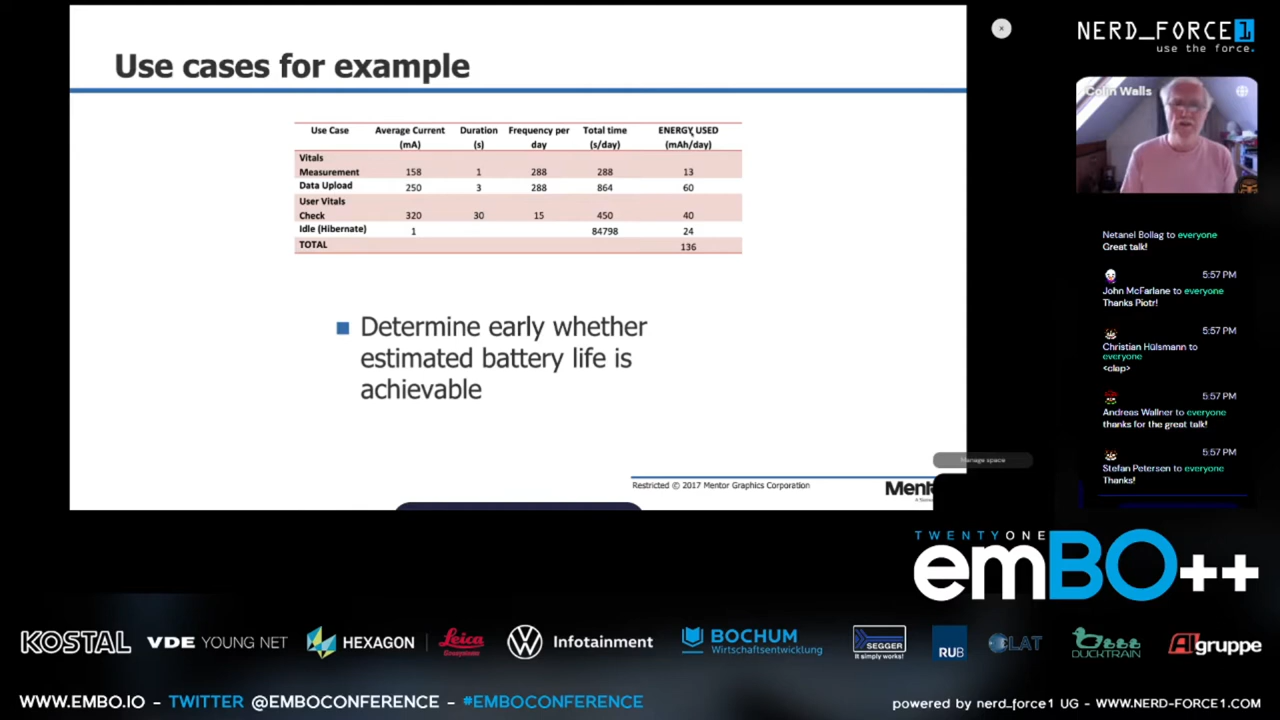 Use cases for example
Use Case Average Current (mA) Duration (s) Frequency per day Total time (s/day) ENERGY USED (mAh/day)
Vitals Measurement 158 1 288 288 13
Data Upload 250 3 288 864 60
User Vitals Check 320 30 15 450 40
Idle (Hibernate) 1 84798 24
TOTAL 136
Determine early whether
estimated battery life is
achievable
Manage space
Restricted © 2017 Mentor Graphics Corporation
Ment
NERD_FORCE1
use the force.
Colin Walls
Netanel Bollag to everyone
Great talk!
5:57 PM
John McFarlane to everyone
Thanks Piotr!
5:57 PM
Christian Hülsmann to
everyone
<clap>
5:57 PM
Andreas Wallner to everyone
thanks for the great talk!
5:57 PM
Stefan Petersen to everyone
Thanks!
TWENTYONE
emBO++
KOSTAL
VDE YOUNG NET
HEXAGON
Leica
Geosystems
Infotainment
BOCHUM
Wirtschaftsentwicklung
SEGGER
It simply works!
RUB
LAT
DUCKTRAIN
AIgruppe
WWW.EMBO.IO - TWITTER @EMBOCONFERENCE - #EMBOCONFERENCE
powered by nerd_force1 UG - WWW.NERD-FORCE1.COM